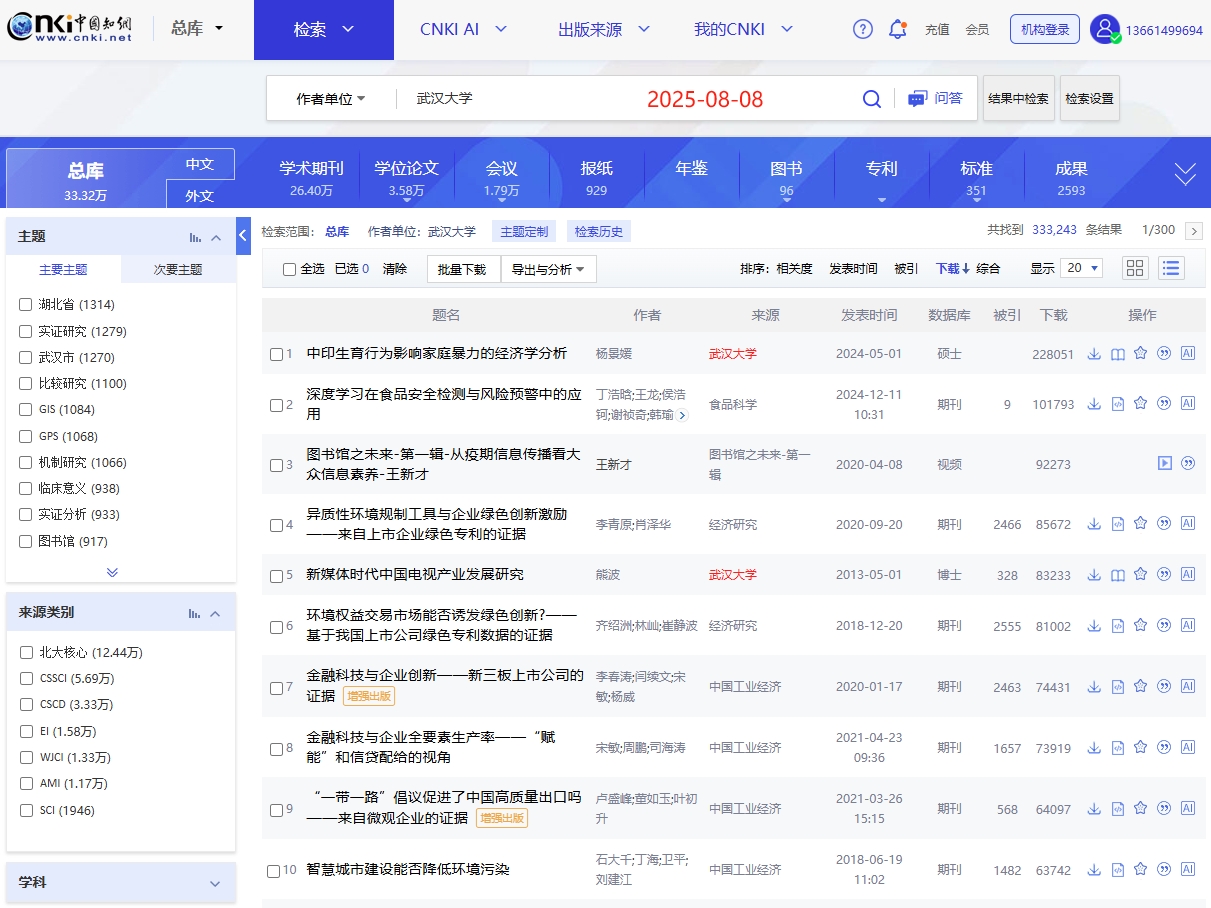 cnki 中国知网
www.cnki.net
总库
检索
CNKI AI
出版来源
我的CNKI
充值
会员
机构登录
13661499694
作者单位
武汉大学
2025-08-08
问答
结果中检索
检索设置
总库
33.32万
中文
外文
学术期刊
26.40万
学位论文
3.58万
会议
1.79万
报纸
929
年鉴
图书
96
专利
标准
351
成果
2593
主题
主要主题
次要主题
湖北省 (1314)
实证研究 (1279)
武汉市 (1270)
比较研究 (1100)
GIS (1084)
GPS (1068)
机制研究 (1066)
临床意义 (938)
实证分析 (933)
图书馆 (917)
来源类别
北大核心 (12.44万)
CSSCI (5.69万)
CSCD (3.33万)
EI (1.58万)
WJCI (1.33万)
AMI (1.17万)
SCI (1946)
学科
检索范围: 总库 作者单位: 武汉大学 主题定制 检索历史
共找到 333,243 条结果 1/300
全选 已选 0 清除 批量下载 导出与分析
排序: 相关度 发表时间 被引 下载↓ 综合 显示 20
题名 作者 来源 发表时间 数据库 被引 下载 操作
1 中印生育行为影响家庭暴力的经济学分析 杨景媛 武汉大学 2024-05-01 硕士 228051 AI
2 深度学习在食品安全检测与风险预警中的应 丁浩晗;王龙;侯浩 食品科学 2024-12-11 期刊 9 101793 AI
用 钶;谢祯奇;韩瑜 10:31
3 图书馆之未来-第一辑-从疫期信息传播看大 王新才 图书馆之未来-第一 2020-04-08 视频 92273
众信息素养-王新才 辑
4 异质性环境规制工具与企业绿色创新激励 李青原;肖泽华 经济研究 2020-09-20 期刊 2466 85672 AI
——来自上市企业绿色专利的证据
5 新媒体时代中国电视产业发展研究 熊波 武汉大学 2013-05-01 博士 328 83233 AI
6 环境权益交易市场能否诱发绿色创新?—— 齐绍洲;林屾;崔静波 经济研究 2018-12-20 期刊 2555 81002 AI
基于我国上市公司绿色专利数据的证据
7 金融科技与企业创新——新三板上市公司的 李春涛;闫续文;宋 中国工业经济 2020-01-17 期刊 2463 74431 AI
证据 增强出版 敏;杨威
8 金融科技与企业全要素生产率——“赋 宋敏;周鹏;司海涛 中国工业经济 2021-04-23 期刊 1657 73919 AI
能”和信贷配给的视角 09:36
9 “一带一路”倡议促进了中国高质量出口吗 卢盛峰;董如玉;叶初 中国工业经济 2021-03-26 期刊 568 64097 AI
——来自微观企业的证据 增强出版 升 15:15
10 智慧城市建设能否降低环境污染 石大千;丁海;卫平; 中国工业经济 2018-06-19 期刊 1482 63742 AI
刘建江 11:02